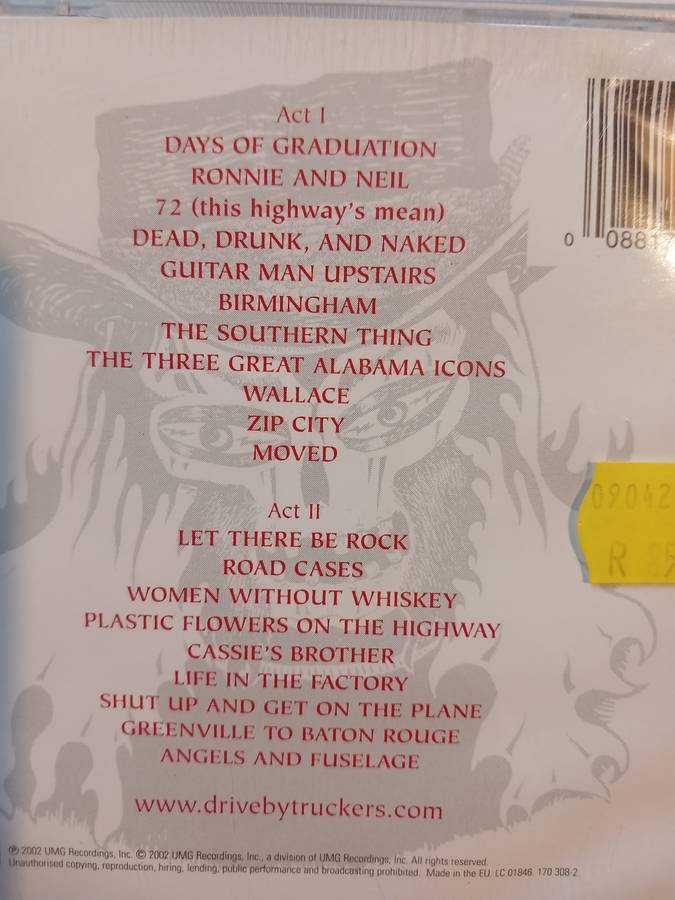 Act I
DAYS OF GRADUATION
RONNIE AND NEIL
72 (this highway's mean)
DEAD, DRUNK, AND NAKED
GUITAR MAN UPSTAIRS
BIRMINGHAM
THE SOUTHERN THING
THE THREE GREAT ALABAMA ICONS
WALLACE
ZIP CITY
MOVED
Act II
LET THERE BE ROCK
ROAD CASES
WOMEN WITHOUT WHISKEY
PLASTIC FLOWERS ON THE HIGHWAY
CASSIE'S BROTHER
LIFE IN THE FACTORY
SHUT UP AND GET ON THE PLANE
GREENVILLE TO BATON ROUGE
ANGELS AND FUSELAGE
www.drivebytruckers.com
0 0881
09042
R 85
℗ 2002 UMG Recordings, Inc. © 2002 UMG Recordings, Inc., a division of UMG Recordings, Inc. All rights reserved.
Unauthorised copying, reproduction, hiring, lending, public performance and broadcasting prohibited. Made in the EU. LC 01846. 170 308-2